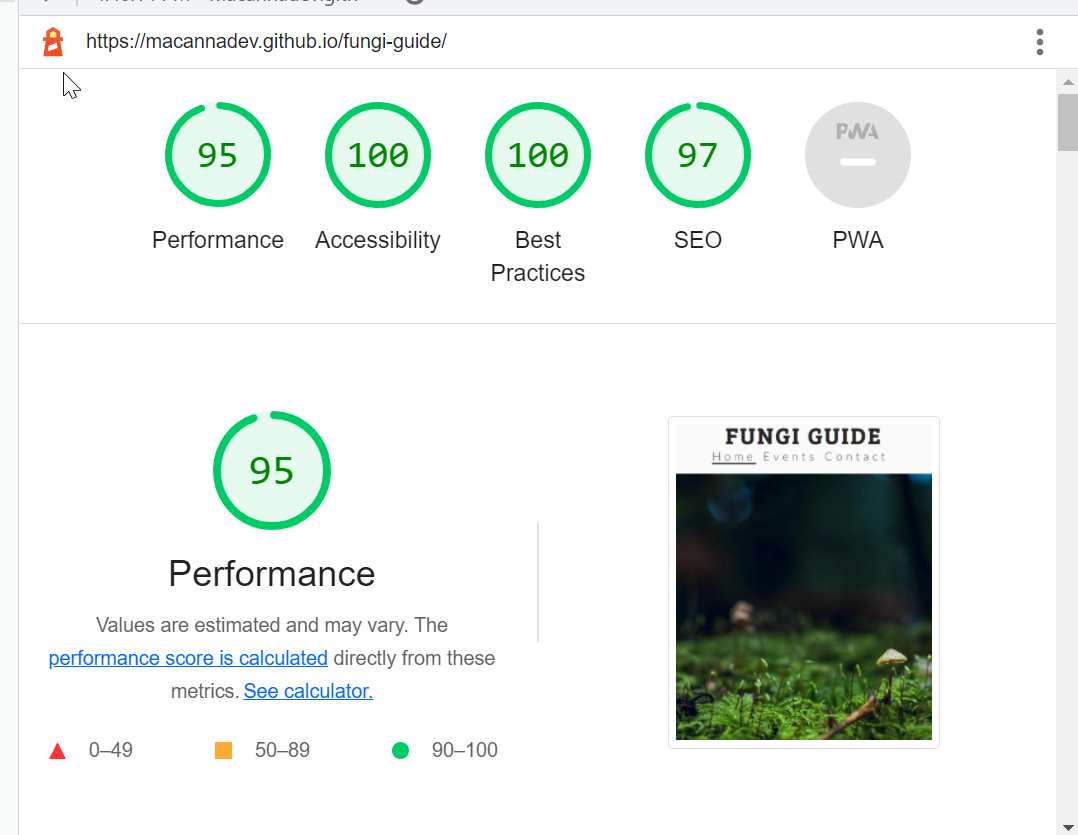 https://macannadev.github.io/fungi-guide/
95
100
100
97
PWA
Performance
Accessibility
Best
Practices
SEO
PWA
95
Performance
Values are estimated and may vary. The
performance score is calculated directly from these
metrics. See calculator.
0–49
50–89
90–100
FUNGI GUIDE
Home Events Contact